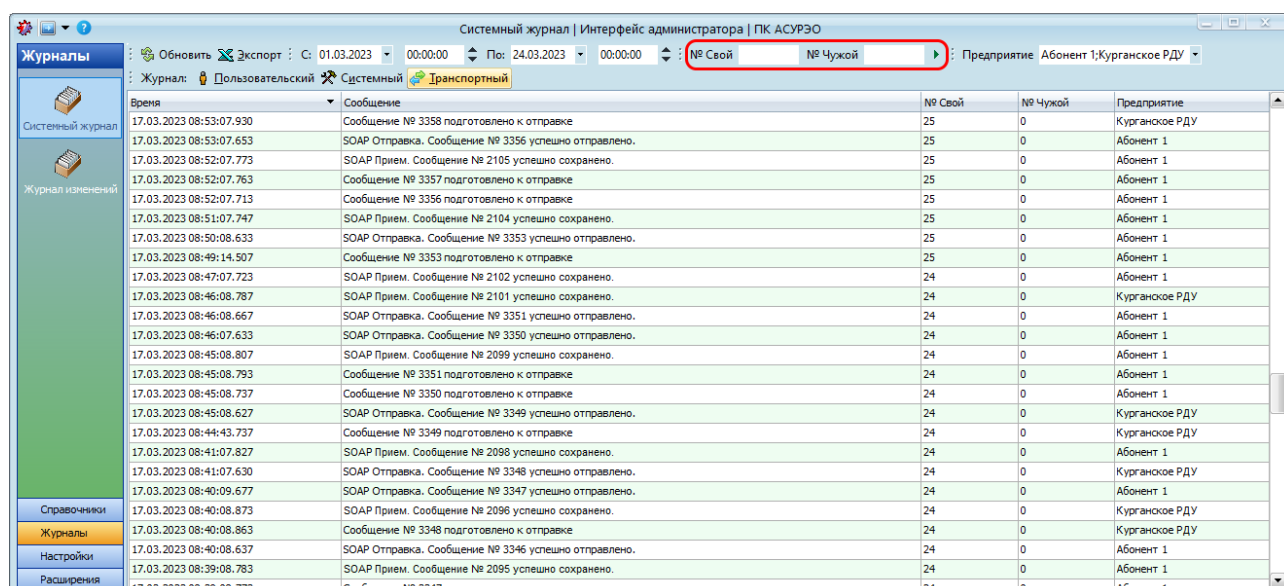 Системный журнал | Интерфейс администратора | ПК АСУРЭО
Журналы
Обновить Экспорт С: 01.03.2023 00:00:00 По: 24.03.2023 00:00:00 № Свой № Чужой Предприятие Абонент 1;Курганское РДУ
Журнал: Пользовательский Системный Транспортный
Системный журнал
Журнал изменений
Время Сообщение № Свой № Чужой Предприятие
17.03.2023 08:53:07.930 Сообщение № 3358 подготовлено к отправке 25 0 Курганское РДУ
17.03.2023 08:53:07.653 SOAP Отправка. Сообщение № 3356 успешно отправлено. 25 0 Абонент 1
17.03.2023 08:52:07.773 SOAP Прием. Сообщение № 2105 успешно сохранено. 25 0 Абонент 1
17.03.2023 08:52:07.763 Сообщение № 3357 подготовлено к отправке 25 0 Абонент 1
17.03.2023 08:52:07.713 Сообщение № 3356 подготовлено к отправке 25 0 Абонент 1
17.03.2023 08:51:07.747 SOAP Прием. Сообщение № 2104 успешно сохранено. 25 0 Абонент 1
17.03.2023 08:50:08.633 SOAP Отправка. Сообщение № 3353 успешно отправлено. 25 0 Абонент 1
17.03.2023 08:49:14.507 Сообщение № 3353 подготовлено к отправке 25 0 Абонент 1
17.03.2023 08:47:07.723 SOAP Прием. Сообщение № 2102 успешно сохранено. 24 0 Абонент 1
17.03.2023 08:46:08.787 SOAP Прием. Сообщение № 2101 успешно сохранено. 24 0 Курганское РДУ
17.03.2023 08:46:08.667 SOAP Отправка. Сообщение № 3351 успешно отправлено. 24 0 Абонент 1
17.03.2023 08:46:07.633 SOAP Отправка. Сообщение № 3350 успешно отправлено. 24 0 Абонент 1
17.03.2023 08:45:08.807 SOAP Прием. Сообщение № 2099 успешно сохранено. 24 0 Абонент 1
17.03.2023 08:45:08.793 Сообщение № 3351 подготовлено к отправке 24 0 Абонент 1
17.03.2023 08:45:08.737 Сообщение № 3350 подготовлено к отправке 24 0 Абонент 1
17.03.2023 08:45:08.627 SOAP Отправка. Сообщение № 3349 успешно отправлено. 24 0 Курганское РДУ
17.03.2023 08:44:43.737 Сообщение № 3349 подготовлено к отправке 24 0 Курганское РДУ
17.03.2023 08:41:07.827 SOAP Прием. Сообщение № 2098 успешно сохранено. 24 0 Абонент 1
17.03.2023 08:41:07.630 SOAP Отправка. Сообщение № 3348 успешно отправлено. 24 0 Курганское РДУ
17.03.2023 08:40:09.677 SOAP Отправка. Сообщение № 3347 успешно отправлено. 24 0 Абонент 1
17.03.2023 08:40:08.873 SOAP Прием. Сообщение № 2096 успешно сохранено. 24 0 Курганское РДУ
17.03.2023 08:40:08.863 Сообщение № 3348 подготовлено к отправке 24 0 Курганское РДУ
17.03.2023 08:40:08.637 SOAP Отправка. Сообщение № 3346 успешно отправлено. 24 0 Абонент 1
17.03.2023 08:39:08.783 SOAP Прием. Сообщение № 2095 успешно сохранено. 24 0 Абонент 1
Справочники
Журналы
Настройки
Расширения